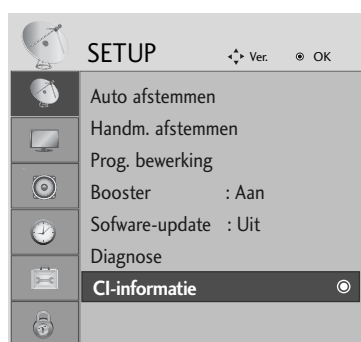 SETUP Ver. OK
Auto afstemmen
Handm. afstemmen
Prog. bewerking
Booster : Aan
Sofware-update : Uit
Diagnose
CI-informatie